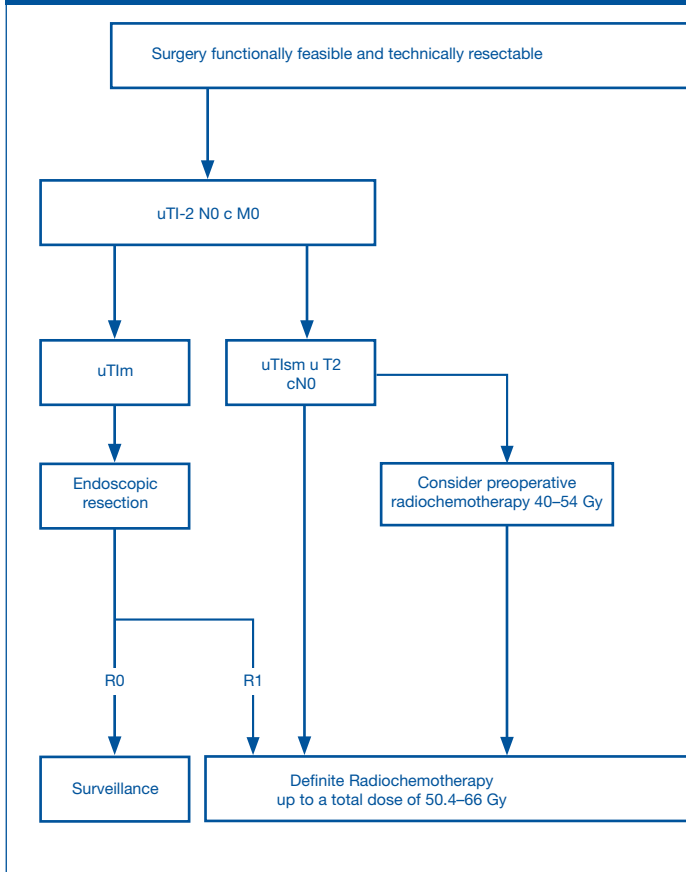 Surgery functionally feasible and technically resectable
uTI-2 N0 c M0
uTIm
uTIsm u T2
cN0
Endoscopic
resection
Consider preoperative
radiochemotherapy 40–54 Gy
R0
R1
Surveillance
Definite Radiochemotherapy
up to a total dose of 50.4–66 Gy